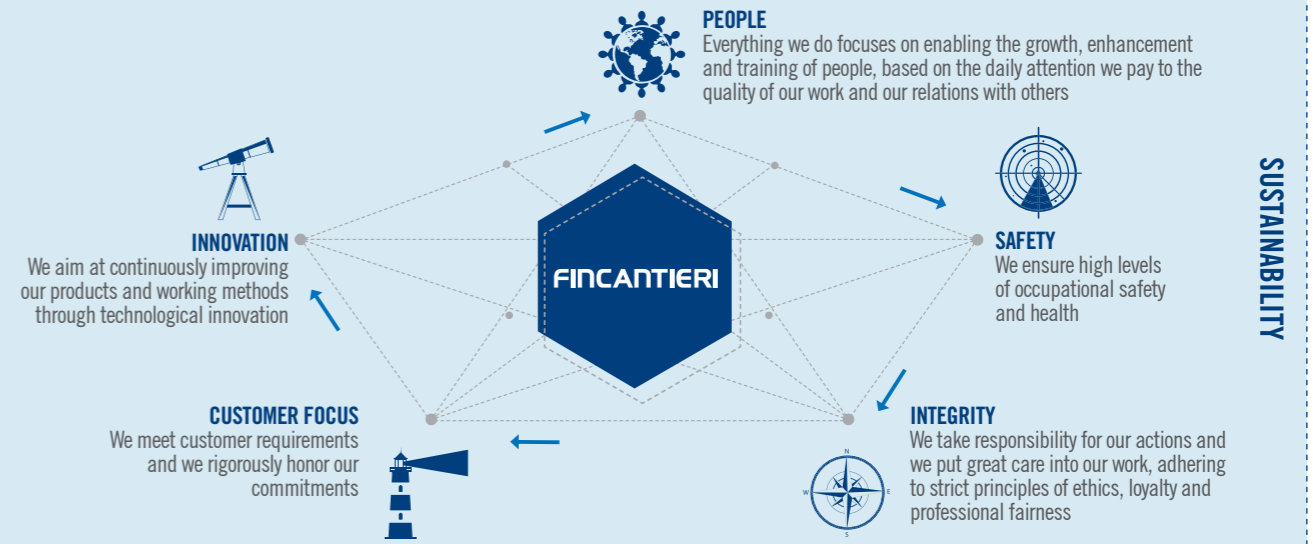 PEOPLE
Everything we do focuses on enabling the growth, enhancement
and training of people, based on the daily attention we pay to the
quality of our work and our relations with others
INNOVATION
We aim at continuously improving
our products and working methods
through technological innovation
FINCANTIERI
SAFETY
We ensure high levels
of occupational safety
and health
SUSTAINABILITY
CUSTOMER FOCUS
We meet customer requirements
and we rigorously honor our
commitments
INTEGRITY
We take responsibility for our actions and
we put great care into our work, adhering
to strict principles of ethics, loyalty and
professional fairness
N
W
E
S